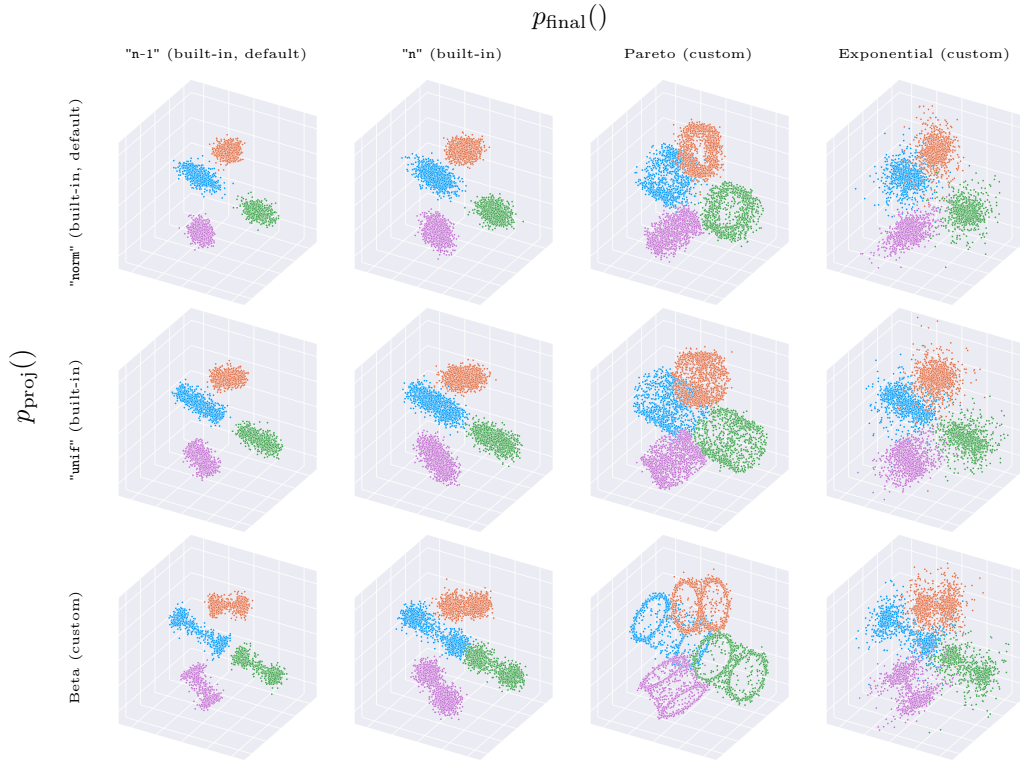 p_final()
"n-1" (built-in, default)
"n" (built-in)
Pareto (custom)
Exponential (custom)
p_proj()
"norm" (built-in, default)
"unif" (built-in)
Beta (custom)